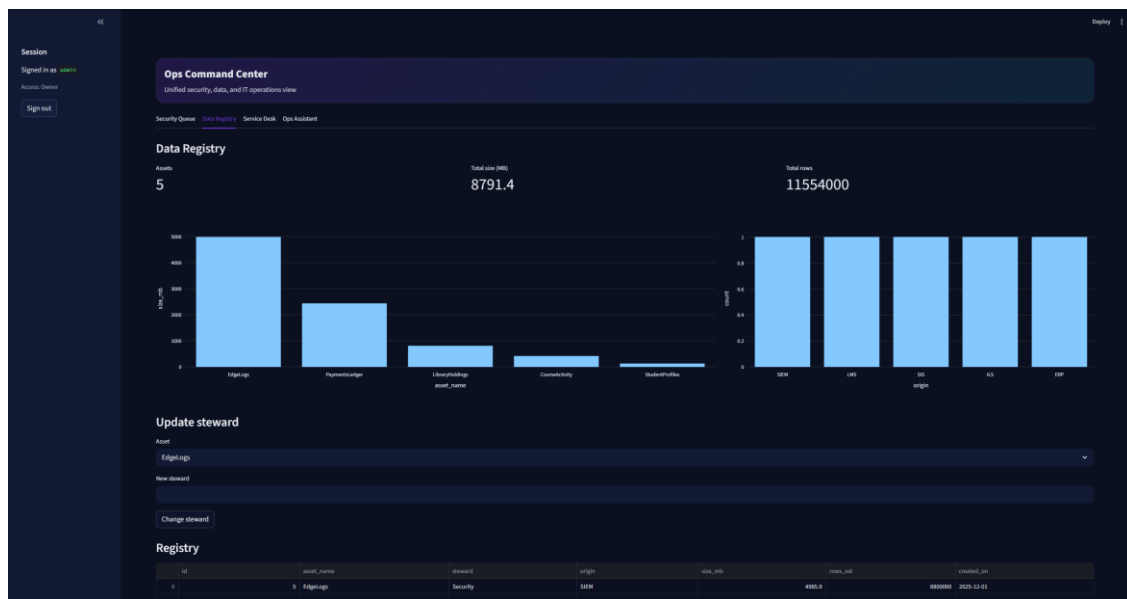 Deploy
Session
Signed in as admin
Access: Owner
Sign out
Ops Command Center
Unified security, data, and IT operations view
Security Queue Data Registry Service Desk Ops Assistant
Data Registry
Assets Total size (MB) Total rows
5 8791.4 11554000
5000
4000
3000
2000
1000
0
size_mb
EdgeLogs PaymentsLedger LibraryHoldings CourseActivity StudentProfiles
asset_name
1
0.8
0.6
0.4
0.2
0
count
SIEM LMS SIS ILS ERP
origin
Update steward
Asset
EdgeLogs
New steward
Change steward
Registry
id asset_name steward origin size_mb rows_est created_on
0 5 EdgeLogs Security SIEM 4985.9 8800000 2025-12-01